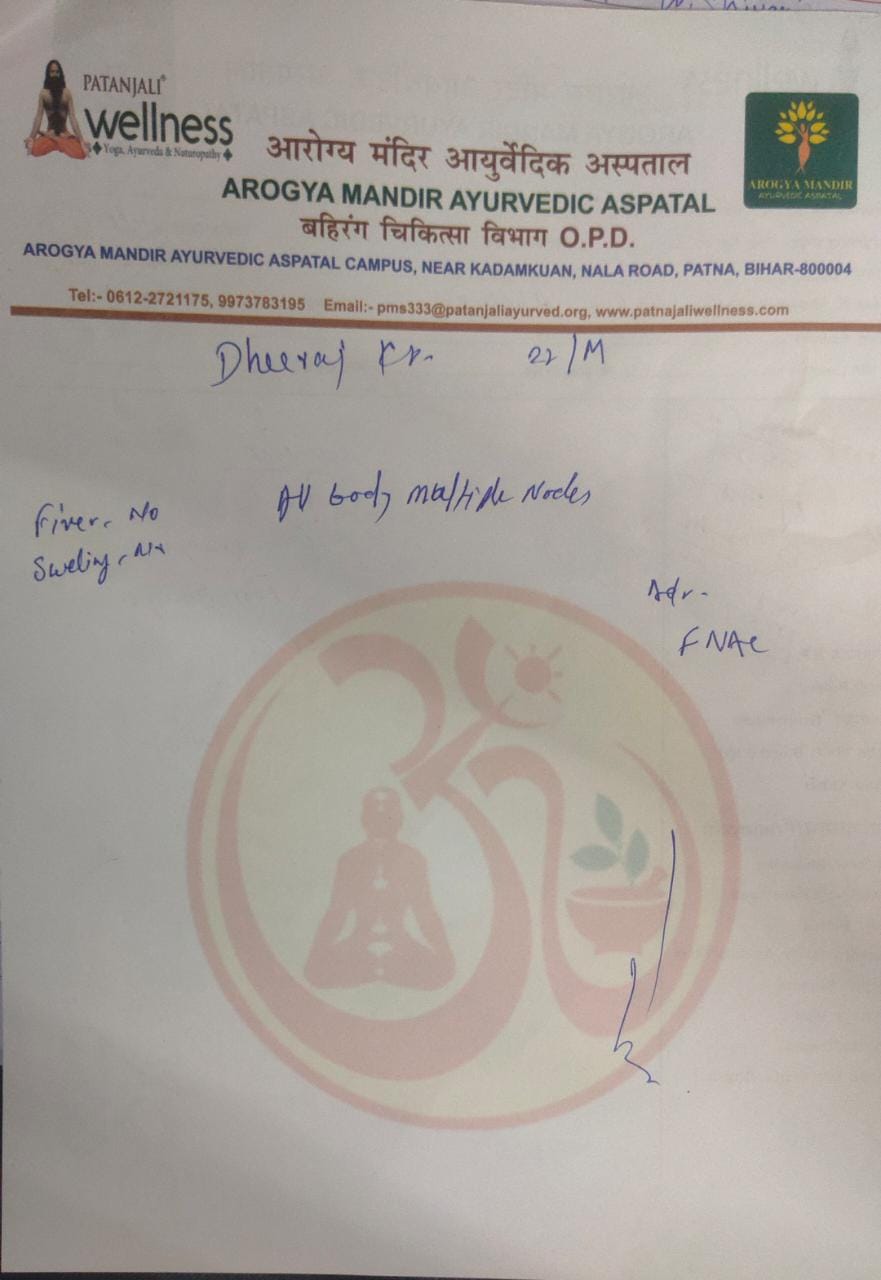 PATANJALI®
wellness
Yoga, Ayurveda & Naturopathy
आरोग्य मंदिर आयुर्वेदिक अस्पताल
AROGYA MANDIR AYURVEDIC ASPATAL
बहिरंग चिकित्सा विभाग O.P.D.
AROGYA MANDIR
AYURVEDIC ASPATAL
AROGYA MANDIR AYURVEDIC ASPATAL CAMPUS, NEAR KADAMKUAN, NALA ROAD, PATNA, BIHAR-800004
Tel:- 0612-2721175, 9973783195 Email:- pms333@patanjaliayurved.org, www.patnajaliwellness.com
Dheeraj Kr. 22/M
All body multiple Nodes
Fiver. No
Sweling,
Adv.
FNAC